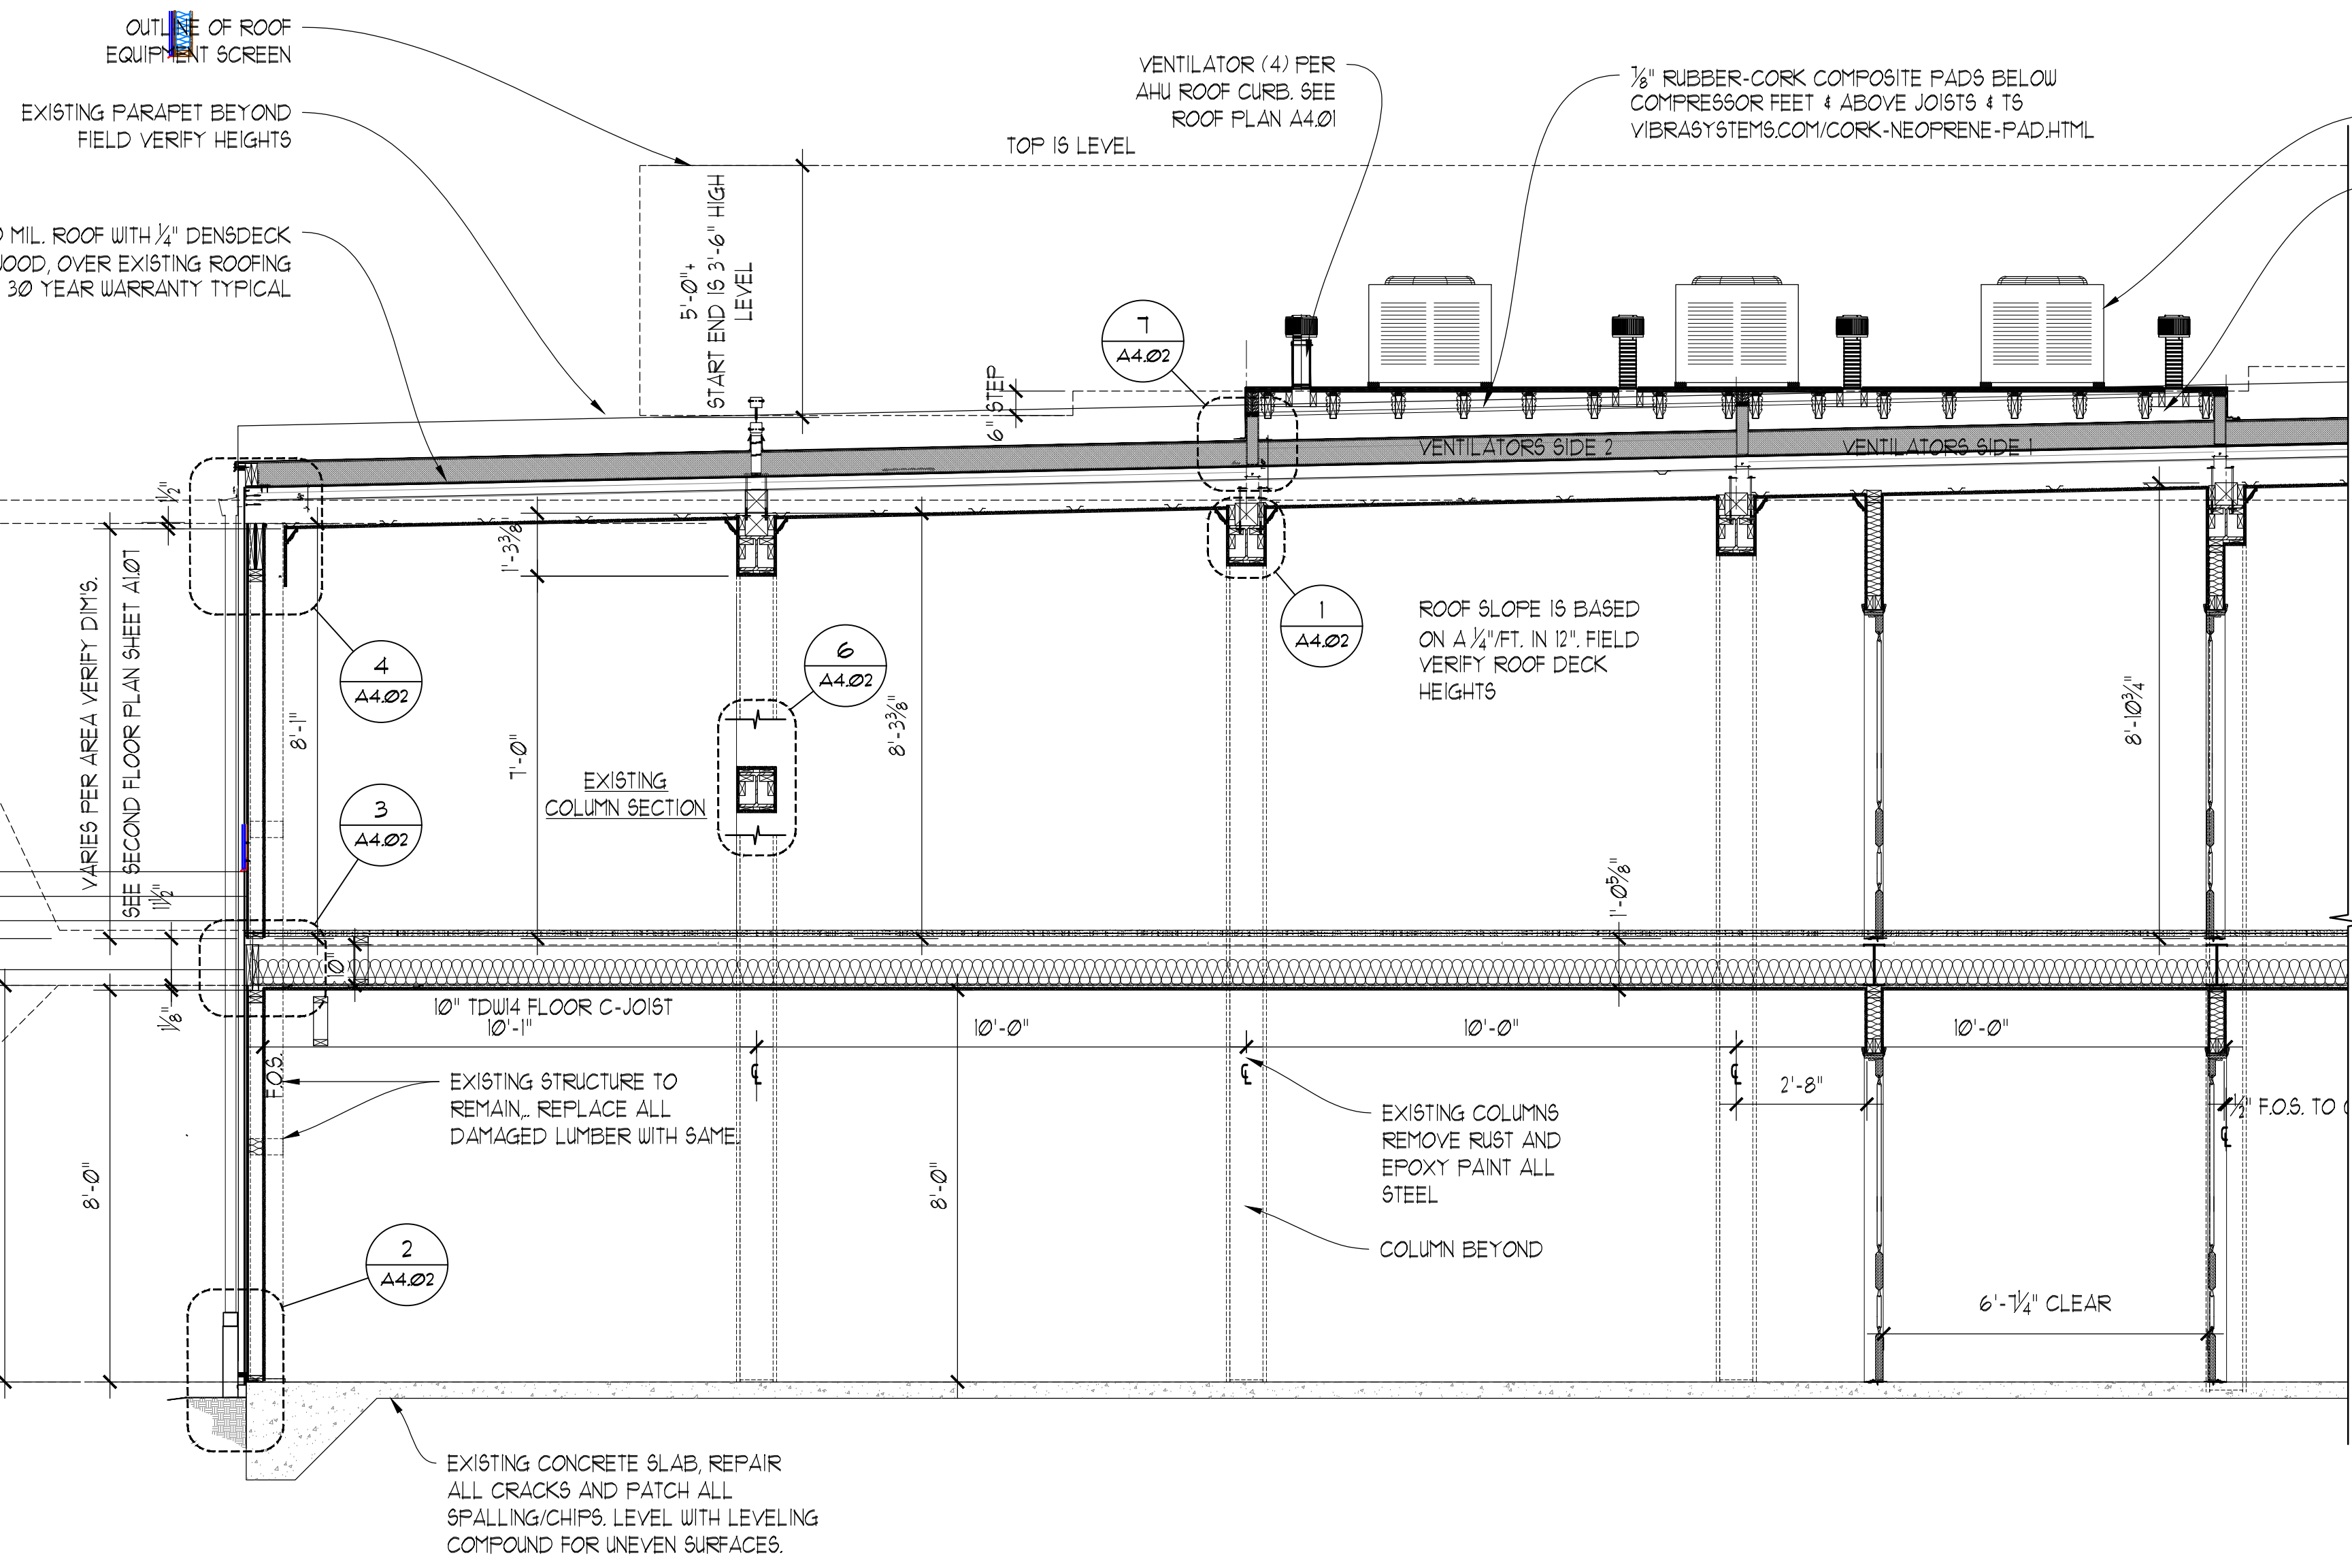 OUTLINE OF ROOF
EQUIPMENT SCREEN
EXISTING PARAPET BEYOND
FIELD VERIFY HEIGHTS
MIL. ROOF WITH 1/4" DENSDECK
OVER EXISTING ROOFING
30 YEAR WARRANTY TYPICAL
VENTILATOR (4) PER
AHU ROOF CURB. SEE
ROOF PLAN A4.01
TOP IS LEVEL
7/8" RUBBER-CORK COMPOSITE PADS BELOW
COMPRESSOR FEET & ABOVE JOISTS & TS
VIBRASYSTEMS.COM/CORK-NEOPRENE-PAD.HTML
5'-0"+
START END IS 3'-6" HIGH
LEVEL
6" STEP
7
A4.02
VENTILATORS SIDE 2
VENTILATORS SIDE 1
1/2"
1'-3 3/8"
VARIES PER AREA VERIFY DIM'S.
SEE SECOND FLOOR PLAN SHEET A1.07
8'-1"
4
A4.02
6
A4.02
1
A4.02
ROOF SLOPE IS BASED
ON A 1/4"/FT. IN 12". FIELD
VERIFY ROOF DECK
HEIGHTS
7'-0"
8'-3 3/8"
8'-10 3/4"
EXISTING
COLUMN SECTION
3
A4.02
11 1/2"
1'-0 5/8"
10"
1/8"
10" TDW14 FLOOR C-JOIST
10'-1"
10'-0"
10'-0"
10'-0"
F.O.S.
EXISTING STRUCTURE TO
REMAIN... REPLACE ALL
DAMAGED LUMBER WITH SAME.
℄
℄
℄
2'-8"
1/2" F.O.S. TO
℄
EXISTING COLUMNS
REMOVE RUST AND
EPOXY PAINT ALL
STEEL
8'-0"
8'-0"
COLUMN BEYOND
2
A4.02
6'-7 1/4" CLEAR
EXISTING CONCRETE SLAB, REPAIR
ALL CRACKS AND PATCH ALL
SPALLING/CHIPS. LEVEL WITH LEVELING
COMPOUND FOR UNEVEN SURFACES.